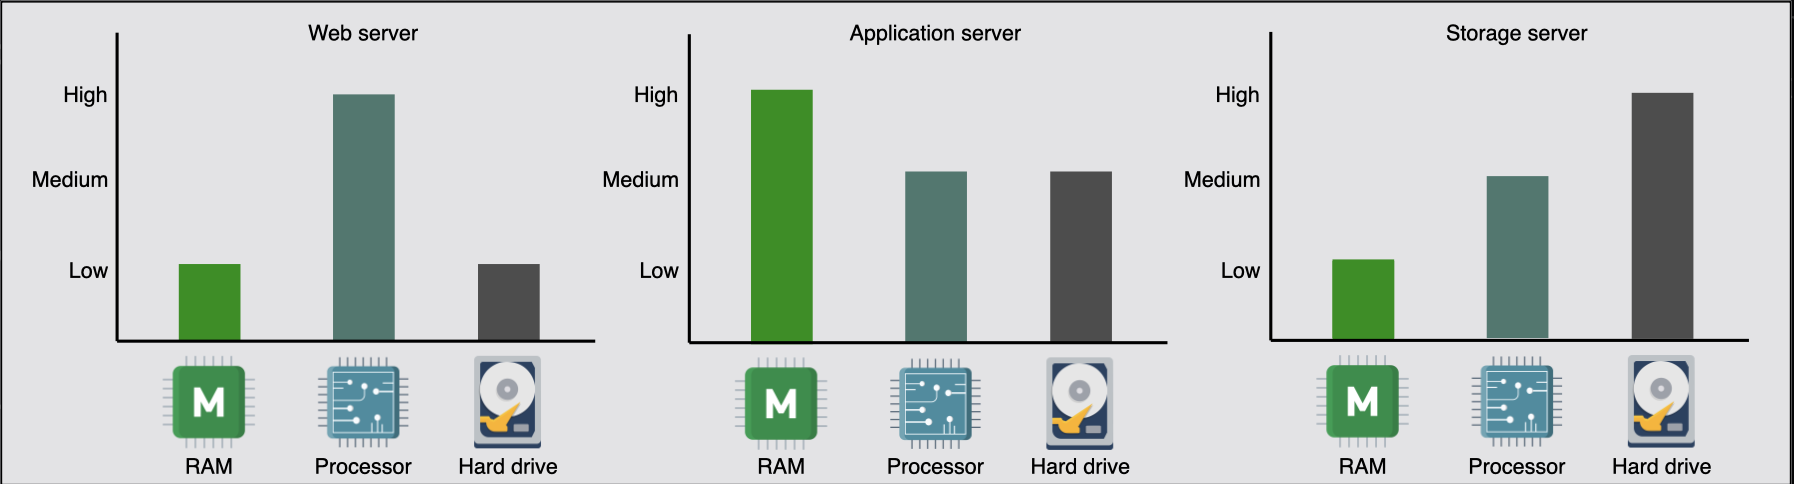 Web server
High
Medium
Low
M
RAM
Processor
Hard drive
Application server
High
Medium
Low
M
RAM
Processor
Hard drive
Storage server
High
Medium
Low
M
RAM
Processor
Hard drive